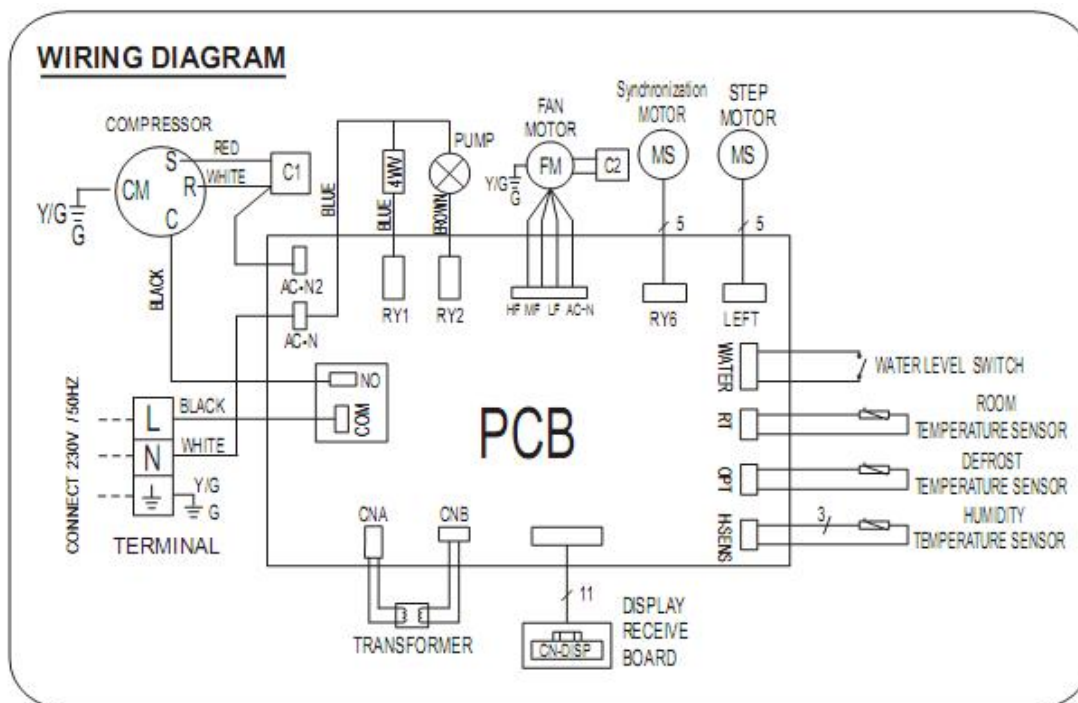 WIRING DIAGRAM
COMPRESSOR
S
RED
R
WHITE
CM
C
C1
Y/G
G
BLACK
BLUE
4WV
BLUE
PUMP
BROWN
FAN
MOTOR
FM
C2
Y/G
G
Synchronization
MOTOR
MS
5
STEP
MOTOR
MS
5
AC-N2
AC-N
RY1
RY2
HF MF LF AC-N
RY6
LEFT
NO
COM
PCB
WATER
WATER LEVEL SWITCH
RT
ROOM
TEMPERATURE SENSOR
OPT
DEFROST
TEMPERATURE SENSOR
H-SENS
3
HUMIDITY
TEMPERATURE SENSOR
CONNECT 230V /50HZ
L
BLACK
N
WHITE
Y/G
G
TERMINAL
CNA
CNB
TRANSFORMER
11
DISPLAY
RECEIVE
BOARD
CN-DISP